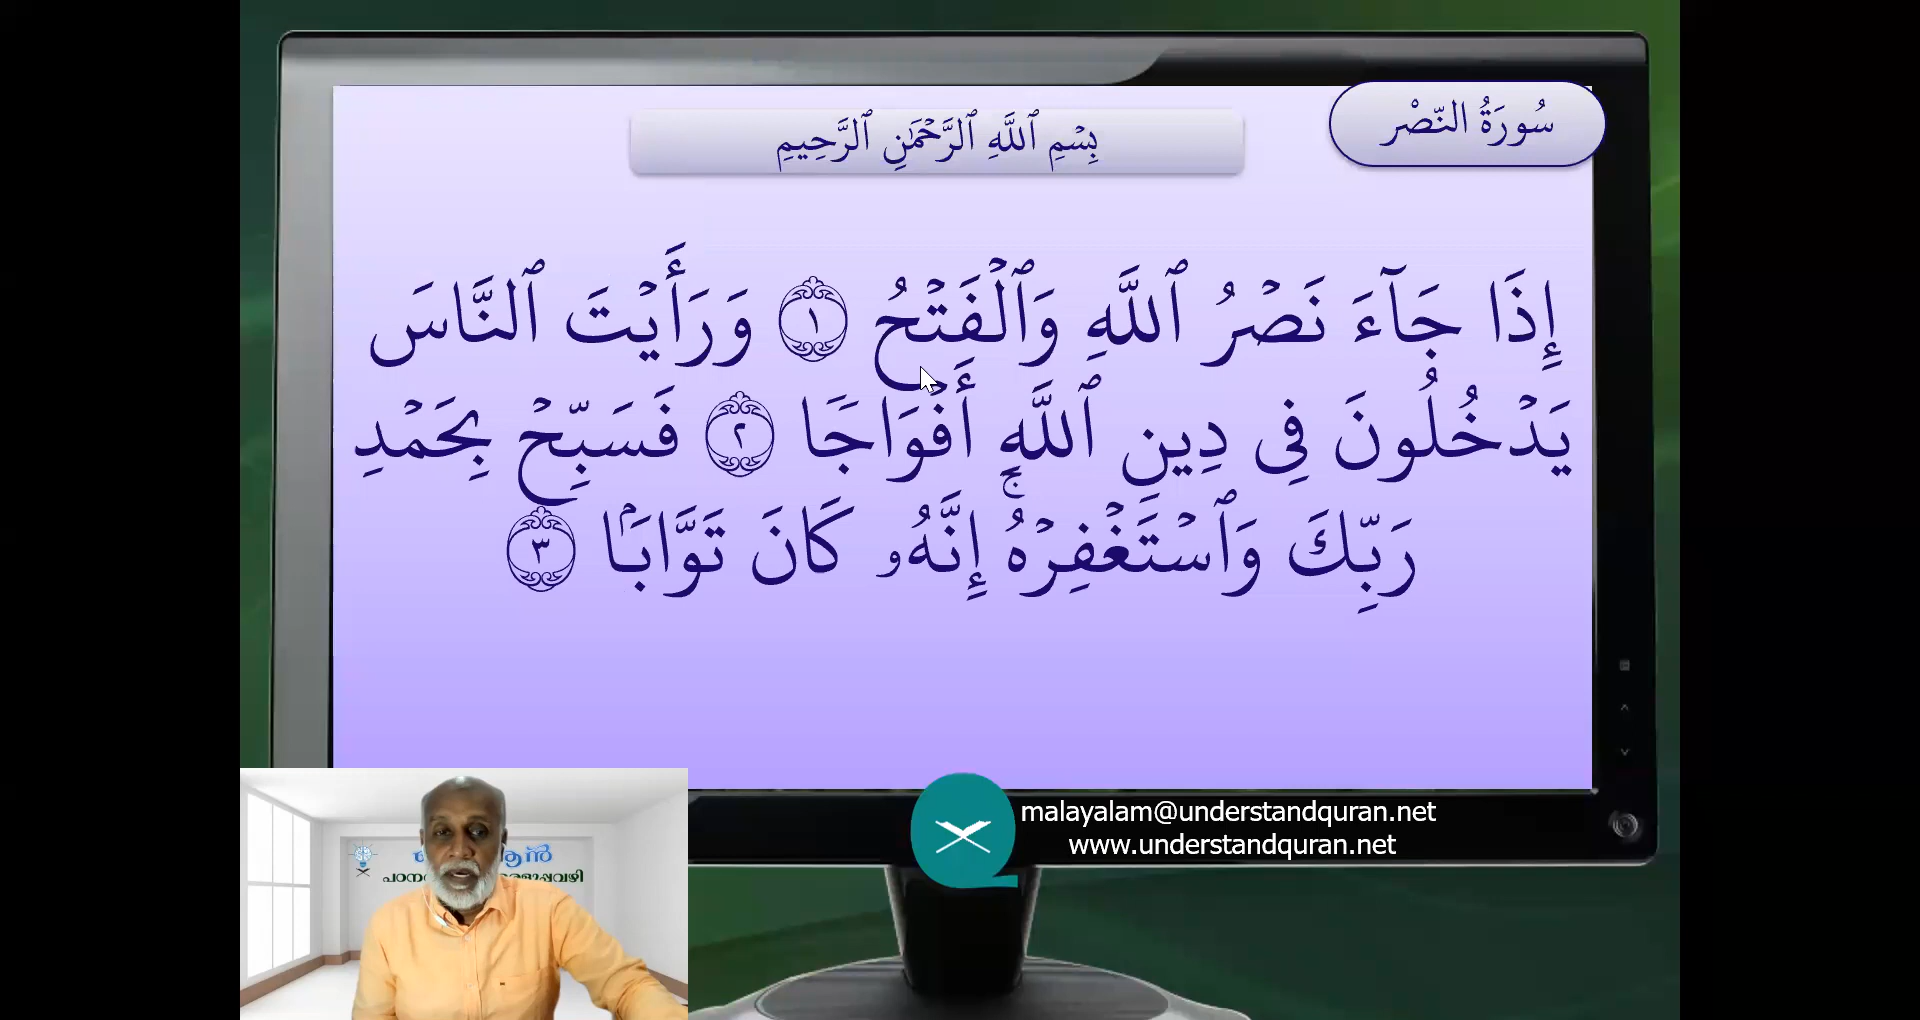 سُورَةُ النّصْر
بِسْمِ ٱللَّهِ ٱلرَّحْمَٰنِ ٱلرَّحِيمِ
إِذَا جَآءَ نَصْرُ ٱللَّهِ وَٱلْفَتْحُ ١ وَرَأَيْتَ ٱلنَّاسَ
يَدْخُلُونَ فِى دِينِ ٱللَّهِ أَفْوَاجًا ٢ فَسَبِّحْ بِحَمْدِ
رَبِّكَ وَٱسْتَغْفِرْهُ ۚ إِنَّهُۥ كَانَ تَوَّابَۢا ٣
malayalam@understandquran.net
www.understandquran.net